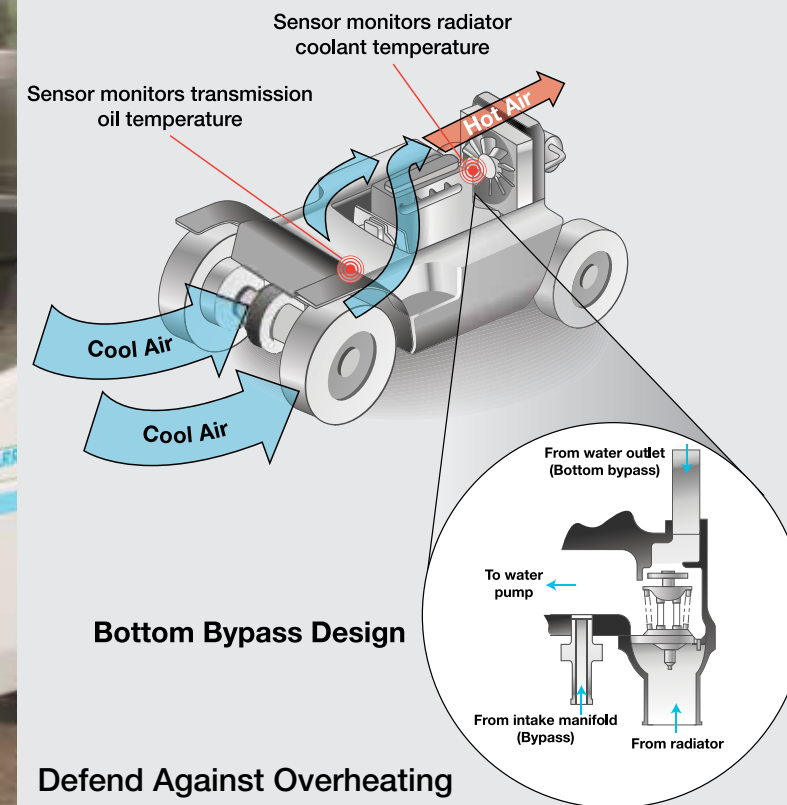 Sensor monitors radiator
coolant temperature
Sensor monitors transmission
oil temperature
Hot Air
Cool Air
Cool Air
From water outlet
(Bottom bypass)
To water
pump
Bottom Bypass Design
From intake manifold
(Bypass)
From radiator
Defend Against Overheating